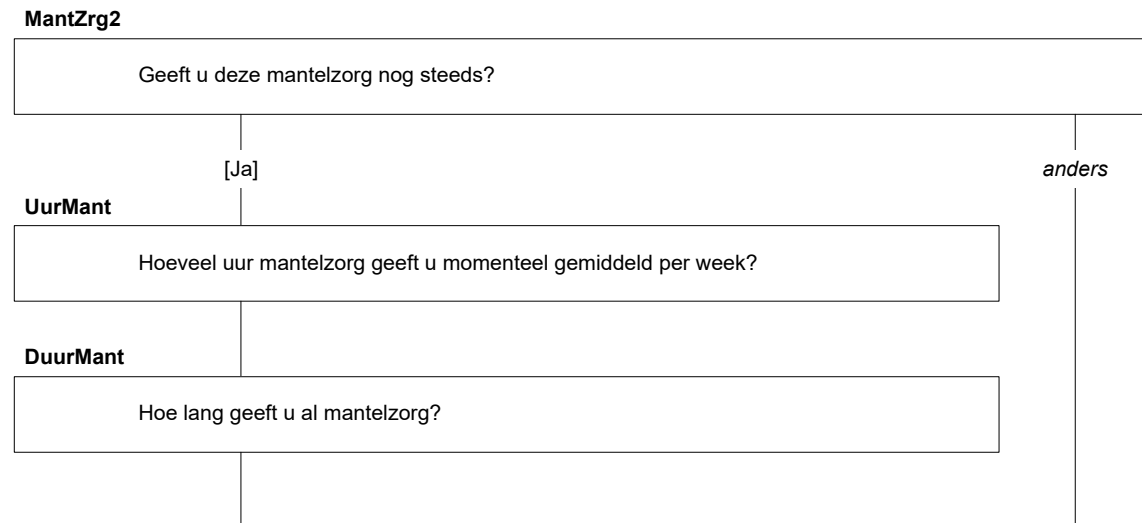 MantZrg2
Geeft u deze mantelzorg nog steeds?
[Ja]
anders
UurMant
Hoeveel uur mantelzorg geeft u momenteel gemiddeld per week?
DuurMant
Hoe lang geeft u al mantelzorg?